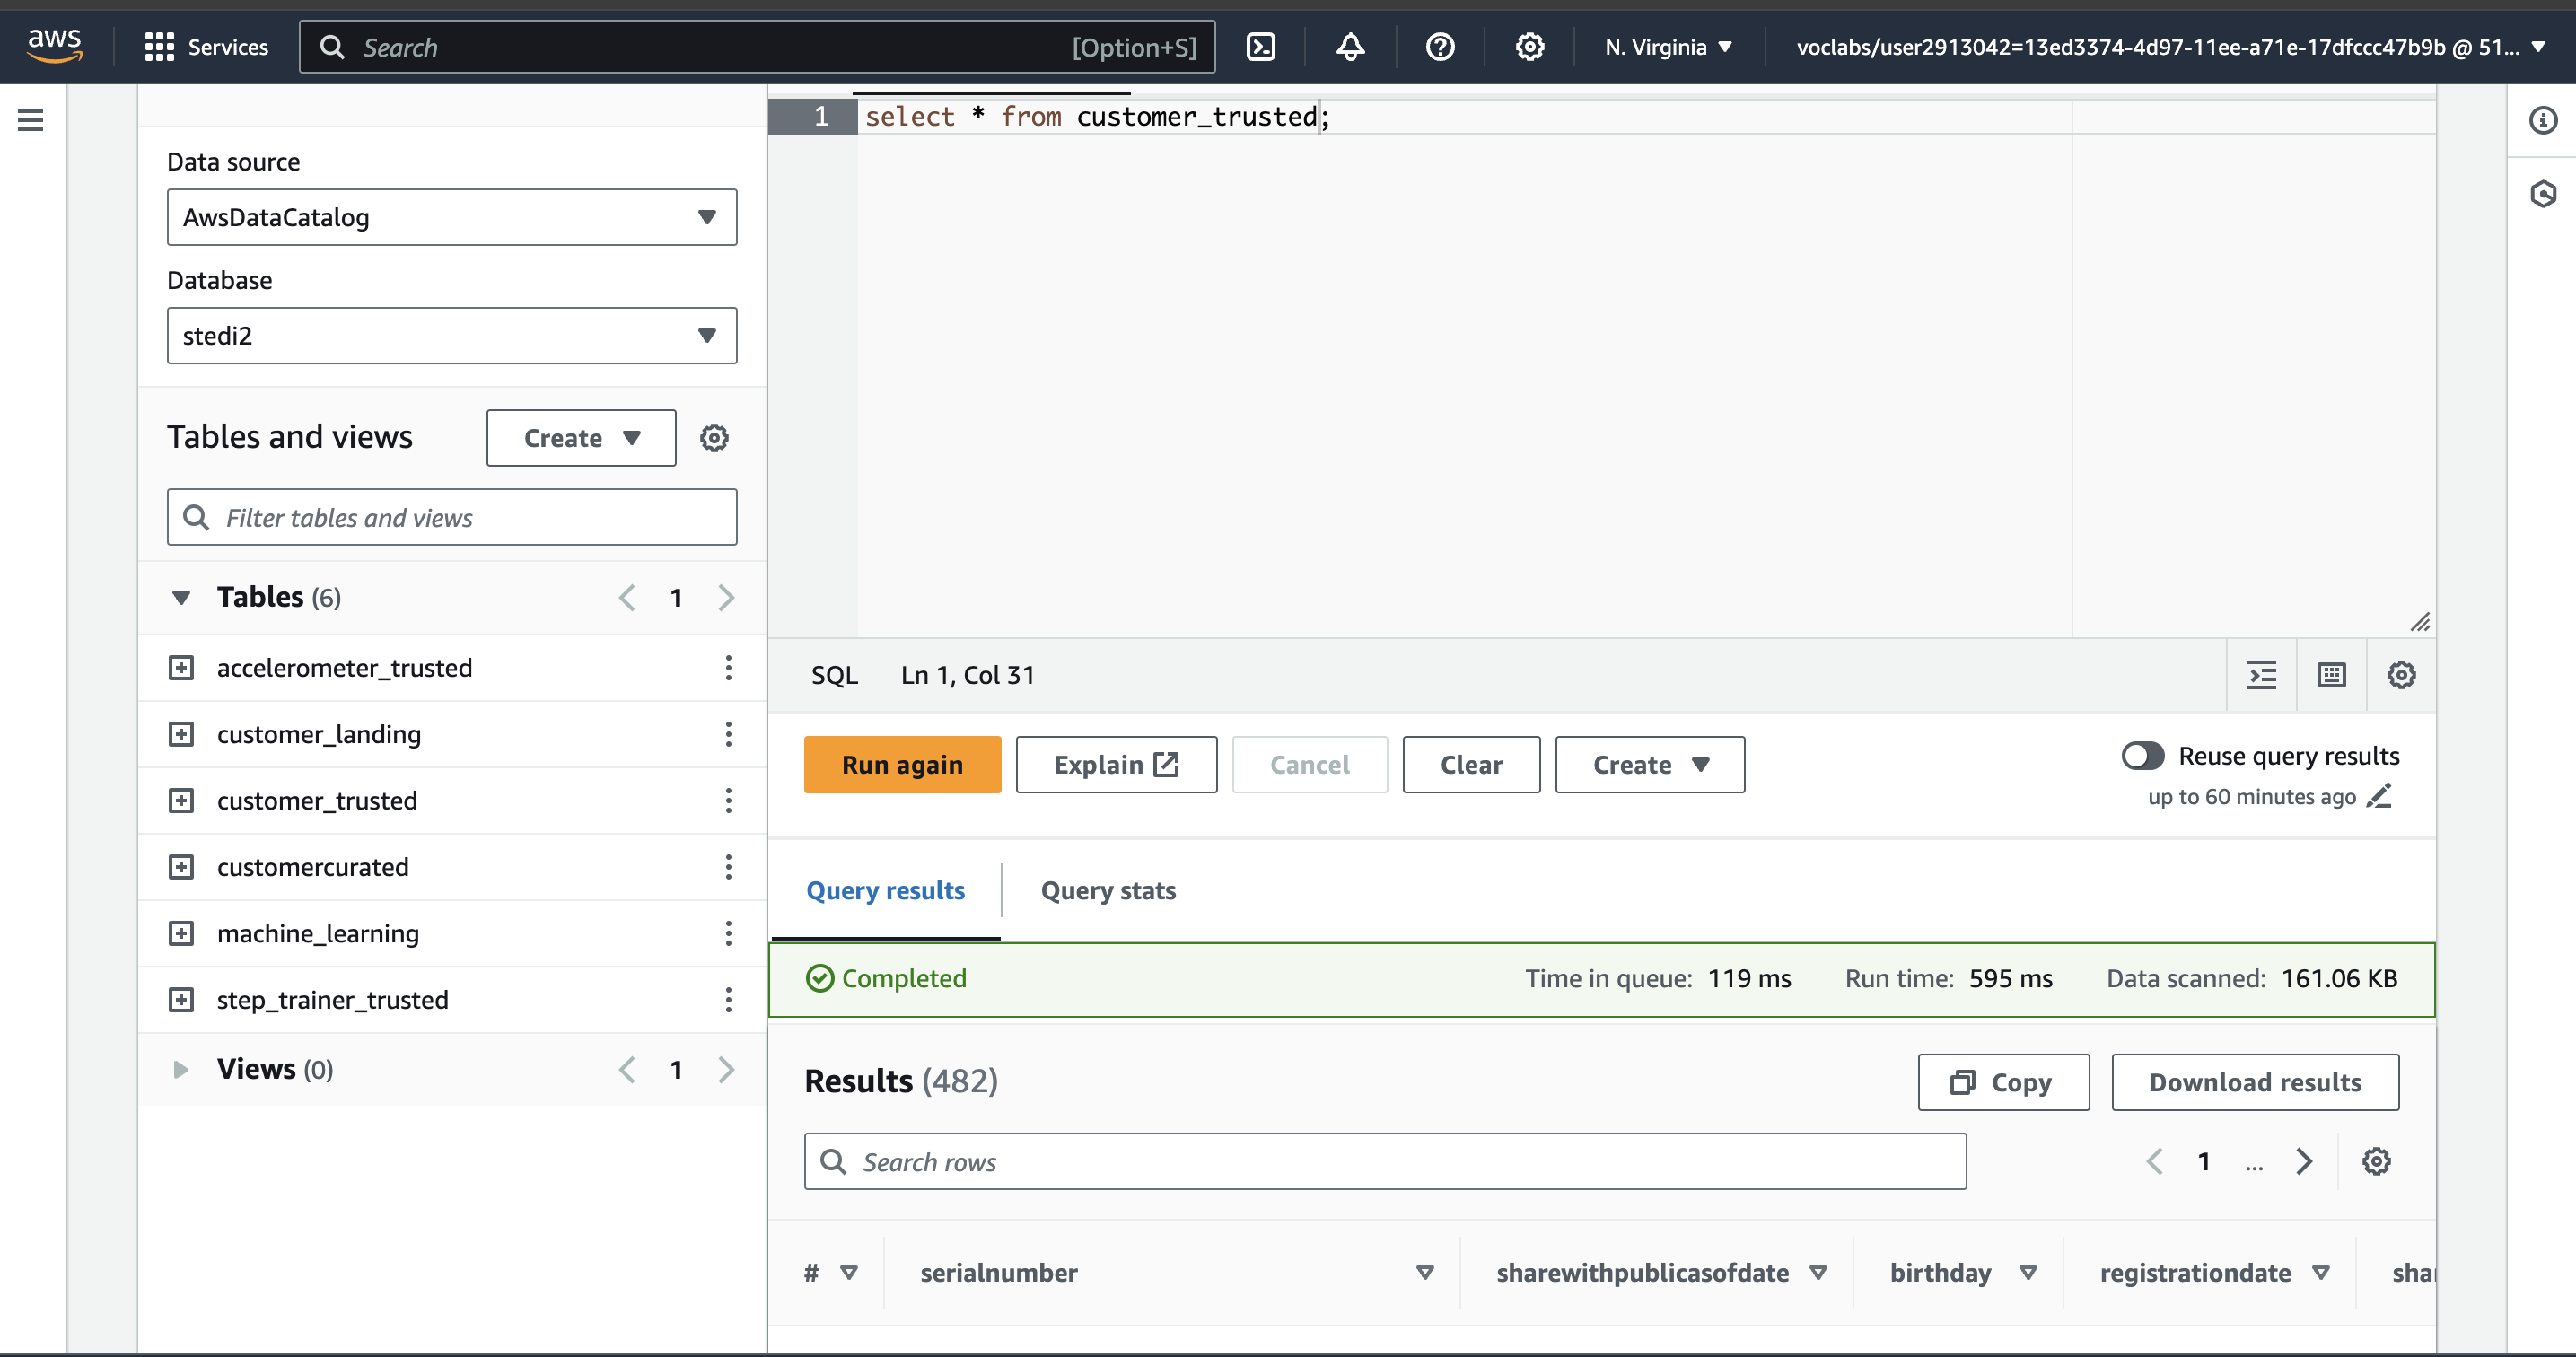 aws
Services
Search
[Option+S]
N. Virginia
voclabs/user2913042=13ed3374-4d97-11ee-a71e-17dfccc47b9b @ 51...
Data source
AwsDataCatalog
Database
stedi2
Tables and views
Create
Filter tables and views
Tables (6)
1
accelerometer_trusted
customer_landing
customer_trusted
customercurated
machine_learning
step_trainer_trusted
Views (0)
1
1 select * from customer_trusted;
SQL
Ln 1, Col 31
Run again
Explain
Cancel
Clear
Create
Reuse query results
up to 60 minutes ago
Query results
Query stats
Completed
Time in queue: 119 ms
Run time: 595 ms
Data scanned: 161.06 KB
Results (482)
Copy
Download results
Search rows
1
...
#
serialnumber
sharewithpublicasofdate
birthday
registrationdate